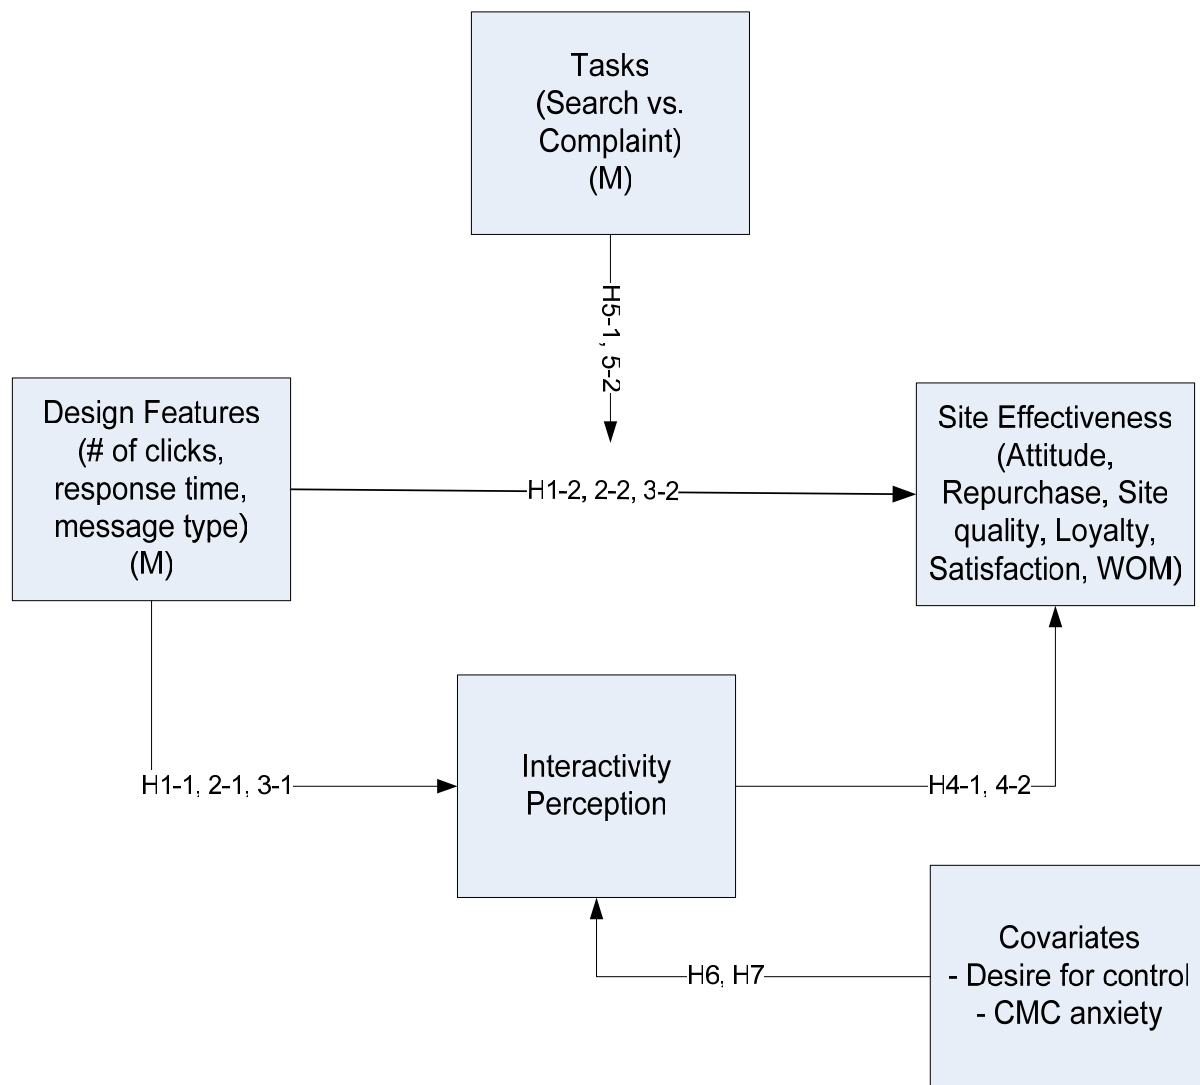 Tasks
(Search vs.
Complaint)
(M)
H5-1, 5-2
Design Features
(# of clicks,
response time,
message type)
(M)
H1-2, 2-2, 3-2
Site Effectiveness
(Attitude,
Repurchase, Site
quality, Loyalty,
Satisfaction, WOM)
H1-1, 2-1, 3-1
Interactivity
Perception
H4-1, 4-2
H6, H7
Covariates
- Desire for control
- CMC anxiety